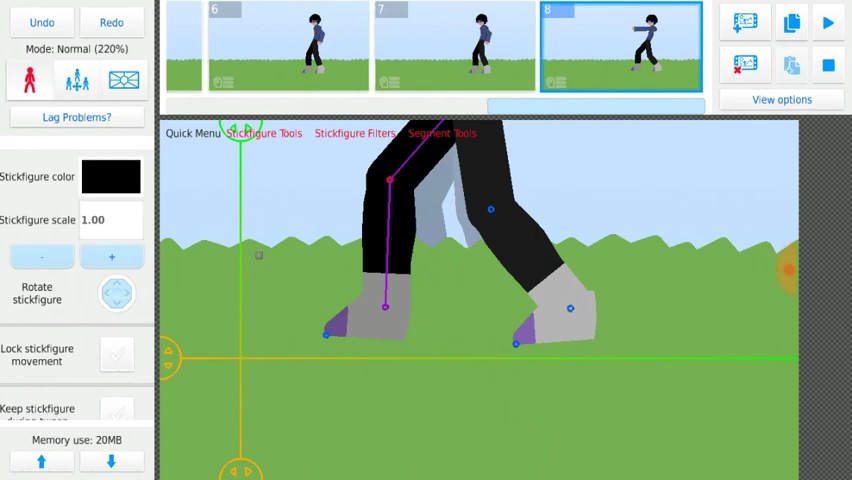 Undo
Redo
Mode: Normal (220%)
Lag Problems?
Stickfigure color
Stickfigure scale
1.00
-
+
Rotate
stickfigure
Lock stickfigure
movement
Keep stickfigure
Memory use: 20MB
6
7
8
View options
Quick Menu
Stickfigure Tools
Stickfigure Filters
Segment Tools